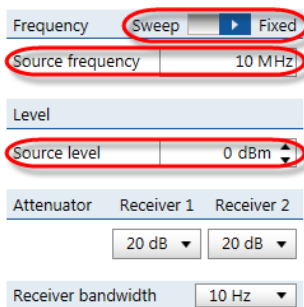 Frequency Sweep Fixed
Source frequency 10 MHz
Level
Source level 0 dBm
Attenuator Receiver 1 Receiver 2
20 dB 20 dB
Receiver bandwidth 10 Hz